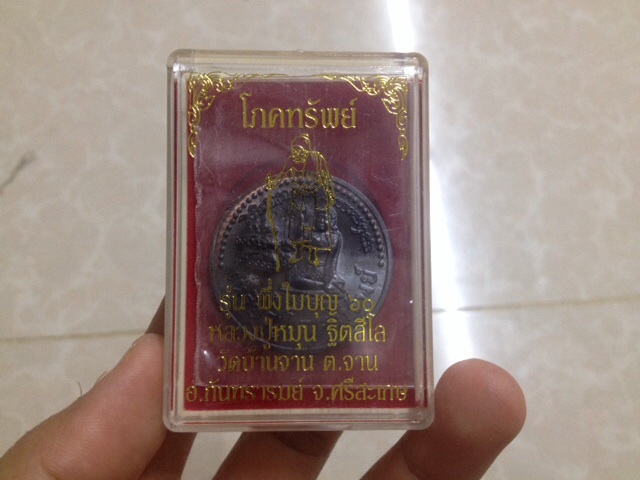 โภคทรัพย์
รุ่น พึ่งใบบุญ ๖๐
หลวงปู่หมุน ฐิตสีโล
วัดบ้านจาน ต.จาน
อ.กันทรารมย์ จ.ศรีสะเกษ